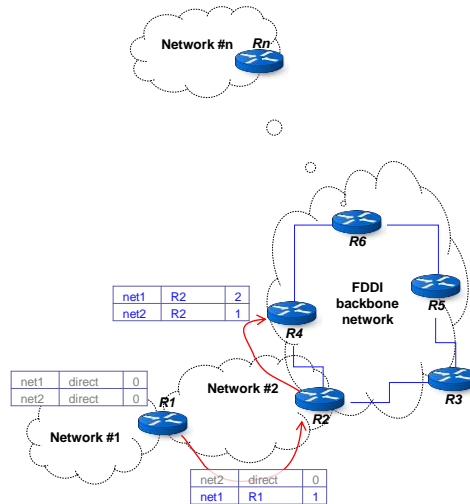 Network #n
Rn
R6
FDDI
backbone
network
R5
net1 R2 2
net2 R2 1
R4
R3
net1 direct 0
net2 direct 0
R1
Network #2
R2
Network #1
net2 direct 0
net1 R1 1